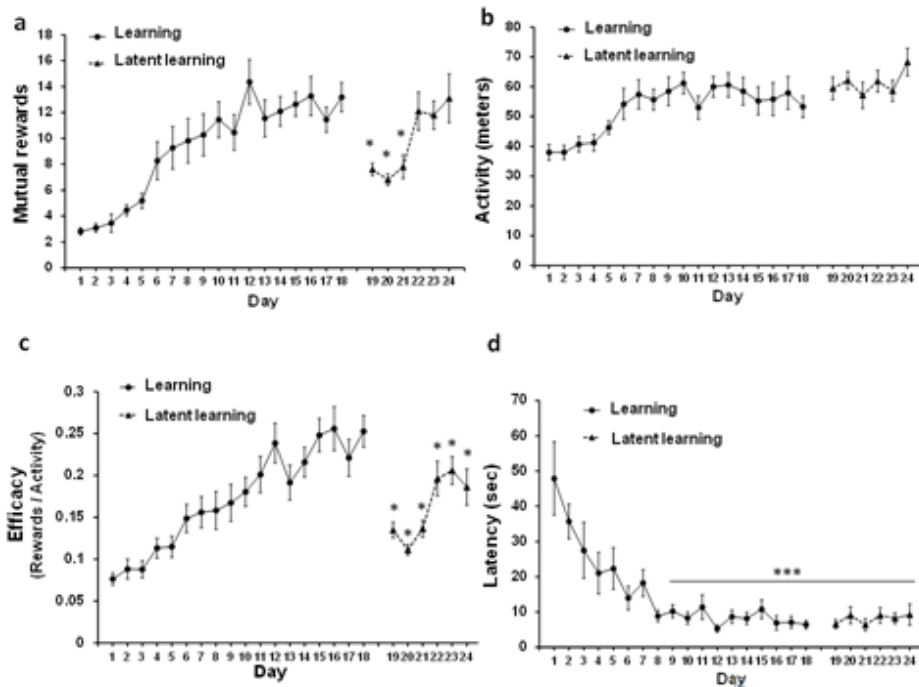 a
Learning
Latent learning
18
16
14
12
10
8
6
4
2
0
Mutual rewards
* * *
1 2 3 4 5 6 7 8 9 10 11 12 13 14 15 16 17 18 19 20 21 22 23 24
Day
b
Learning
Latent learning
80
70
60
50
40
30
20
10
0
Activity (meters)
1 2 3 4 5 6 7 8 9 10 11 12 13 14 15 16 17 18 19 20 21 22 23 24
Day
c
Learning
Latent learning
0.3
0.25
0.2
0.15
0.1
0.05
0
Efficacy
(Rewards / Activity)
* * * * * *
1 2 3 4 5 6 7 8 9 10 11 12 13 14 15 16 17 18 19 20 21 22 23 24
Day
d
Learning
Latent learning
70
60
50
40
30
20
10
0
Latency (sec)
***
1 2 3 4 5 6 7 8 9 10 11 12 13 14 15 16 17 18 19 20 21 22 23 24
Day